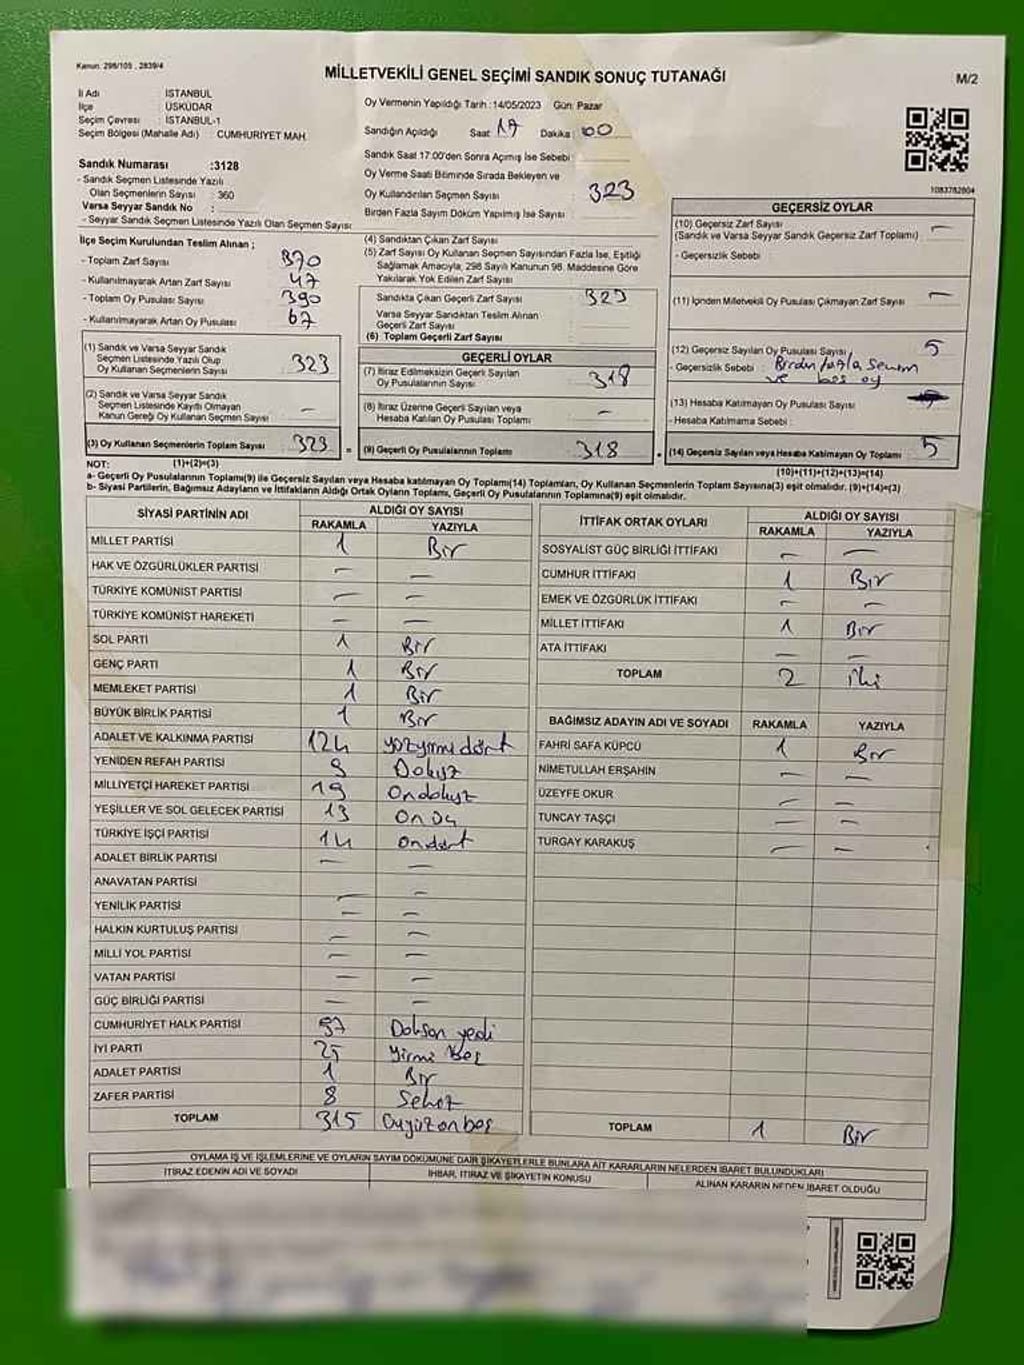 Kanun: 298/105 , 2839/4
MİLLETVEKİLİ GENEL SEÇİMİ SANDIK SONUÇ TUTANAĞI
M/2
İl Adı : İSTANBUL
İlçe : ÜSKÜDAR
Seçim Çevresi : İSTANBUL-1
Seçim Bölgesi (Mahalle Adı) : CUMHURİYET MAH.
Sandık Numarası :3128
- Sandık Seçmen Listesinde Yazılı
Olan Seçmenlerin Sayısı : 360
Varsa Seyyar Sandık No :
- Seyyar Sandık Seçmen Listesinde Yazılı Olan Seçmen Sayısı:
Oy Vermenin Yapıldığı Tarih :14/05/2023 Gün: Pazar
Sandığın Açıldığı Saat 17 Dakika : 00
Sandık Saat 17:00'den Sonra Açılmış İse Sebebi :
Oy Verme Saati Bitiminde Sırada Bekleyen ve
Oy Kullandırılan Seçmen Sayısı : 323
Birden Fazla Sayım Döküm Yapılmış İse Sayısı :
1083782804
İlçe Seçim Kurulundan Teslim Alınan ;
- Toplam Zarf Sayısı : 370
- Kullanılmayarak Artan Zarf Sayısı : 47
- Toplam Oy Pusulası Sayısı : 390
- Kullanılmayarak Artan Oy Pusulası : 67
(4) Sandıktan Çıkan Zarf Sayısı
(5) Zarf Sayısı Oy Kullanan Seçmen Sayısından Fazla İse, Eşitliği
Sağlamak Amacıyla, 298 Sayılı Kanunun 98. Maddesine Göre
Yakılarak Yok Edilen Zarf Sayısı
Sandıkta Çıkan Geçerli Zarf Sayısı : 323
Varsa Seyyar Sandıktan Teslim Alınan
Geçerli Zarf Sayısı :
(6) Toplam Geçerli Zarf Sayısı :
GEÇERSİZ OYLAR
(10) Geçersiz Zarf Sayısı : —
(Sandık ve Varsa Seyyar Sandık Geçersiz Zarf Toplamı)
- Geçersizlik Sebebi :
(11) İçinden Milletvekili Oy Pusulası Çıkmayan Zarf Sayısı : —
(12) Geçersiz Sayılan Oy Pusulası Sayısı : 5
- Geçersizlik Sebebi : Birden fazla seçim
ve boş oy
(13) Hesaba Katılmayan Oy Pusulası Sayısı :
- Hesaba Katılmama Sebebi :
(14) Geçersiz Sayılan veya Hesaba Katılmayan Oy Toplamı : 5
(10)+(11)+(12)+(13)=(14)
(1) Sandık ve Varsa Seyyar Sandık
Seçmen Listesinde Yazılı Olup
Oy Kullanan Seçmenlerin Sayısı : 323
(2) Sandık ve Varsa Seyyar Sandık
Seçmen Listesinde Kayıtlı Olmayan
Kanun Gereği Oy Kullanan Seçmen Sayısı : —
(3) Oy Kullanan Seçmenlerin Toplam Sayısı : 323
GEÇERLİ OYLAR
(7) İtiraz Edilmeksizin Geçerli Sayılan
Oy Pusulalarının Sayısı : 318
(8) İtiraz Üzerine Geçerli Sayılan veya
Hesaba Katılan Oy Pusulası Toplamı : —
(9) Geçerli Oy Pusulalarının Toplamı : 318
NOT: (1)+(2)=(3)
a- Geçerli Oy Pusulalarının Toplamı(9) ile Geçersiz Sayılan veya Hesaba katılmayan Oy Toplamı(14) Toplamları, Oy Kullanan Seçmenlerin Toplam Sayısına(3) eşit olmalıdır. (9)+(14)=(3)
b- Siyasi Partilerin, Bağımsız Adayların ve İttifakların Aldığı Ortak Oyların Toplamı, Geçerli Oy Pusulalarının Toplamına(9) eşit olmalıdır.
SİYASİ PARTİNİN ADI ALDIĞI OY SAYISI
RAKAMLA YAZIYLA
MİLLET PARTİSİ 1 Bir
HAK VE ÖZGÜRLÜKLER PARTİSİ — —
TÜRKİYE KOMÜNİST PARTİSİ — —
TÜRKİYE KOMÜNİST HAREKETİ — —
SOL PARTİ 1 Bir
GENÇ PARTİ 1 Bir
MEMLEKET PARTİSİ 1 Bir
BÜYÜK BİRLİK PARTİSİ 1 Bir
ADALET VE KALKINMA PARTİSİ 124 yüzyirmidört
YENİDEN REFAH PARTİSİ 9 Dokuz
MİLLİYETÇİ HAREKET PARTİSİ 19 Ondokuz
YEŞİLLER VE SOL GELECEK PARTİSİ 13 On üç
TÜRKİYE İŞÇİ PARTİSİ 14 Ondört
ADALET BİRLİK PARTİSİ — —
ANAVATAN PARTİSİ — —
YENİLİK PARTİSİ — —
HALKIN KURTULUŞ PARTİSİ — —
MİLLİ YOL PARTİSİ — —
VATAN PARTİSİ — —
GÜÇ BİRLİĞİ PARTİSİ — —
CUMHURİYET HALK PARTİSİ 97 Doksan yedi
İYİ PARTİ 25 Yirmi beş
ADALET PARTİSİ 1 Bir
ZAFER PARTİSİ 8 Sekiz
TOPLAM 315 Üçyüzonbeş
İTTİFAK ORTAK OYLARI ALDIĞI OY SAYISI
RAKAMLA YAZIYLA
SOSYALİST GÜÇ BİRLİĞİ İTTİFAKI — —
CUMHUR İTTİFAKI 1 Bir
EMEK VE ÖZGÜRLÜK İTTİFAKI — —
MİLLET İTTİFAKI 1 Bir
ATA İTTİFAKI — —
TOPLAM 2 İki
BAĞIMSIZ ADAYIN ADI VE SOYADI RAKAMLA YAZIYLA
FAHRİ SAFA KÜPCÜ 1 Bir
NİMETULLAH ERŞAHİN — —
ÜZEYFE OKUR — —
TUNCAY TAŞÇI — —
TURGAY KARAKUŞ — —
TOPLAM 1 Bir
OYLAMA İŞ VE İŞLEMLERİNE VE OYLARIN SAYIM DÖKÜMÜNE DAİR ŞİKAYETLERLE BUNLARA AİT KARARLARIN NELERDEN İBARET BULUNDUKLARI
İTİRAZ EDENİN ADI VE SOYADI İHBAR, İTİRAZ VE ŞİKAYETİN KONUSU ALINAN KARARIN NEDEN İBARET OLDUĞU